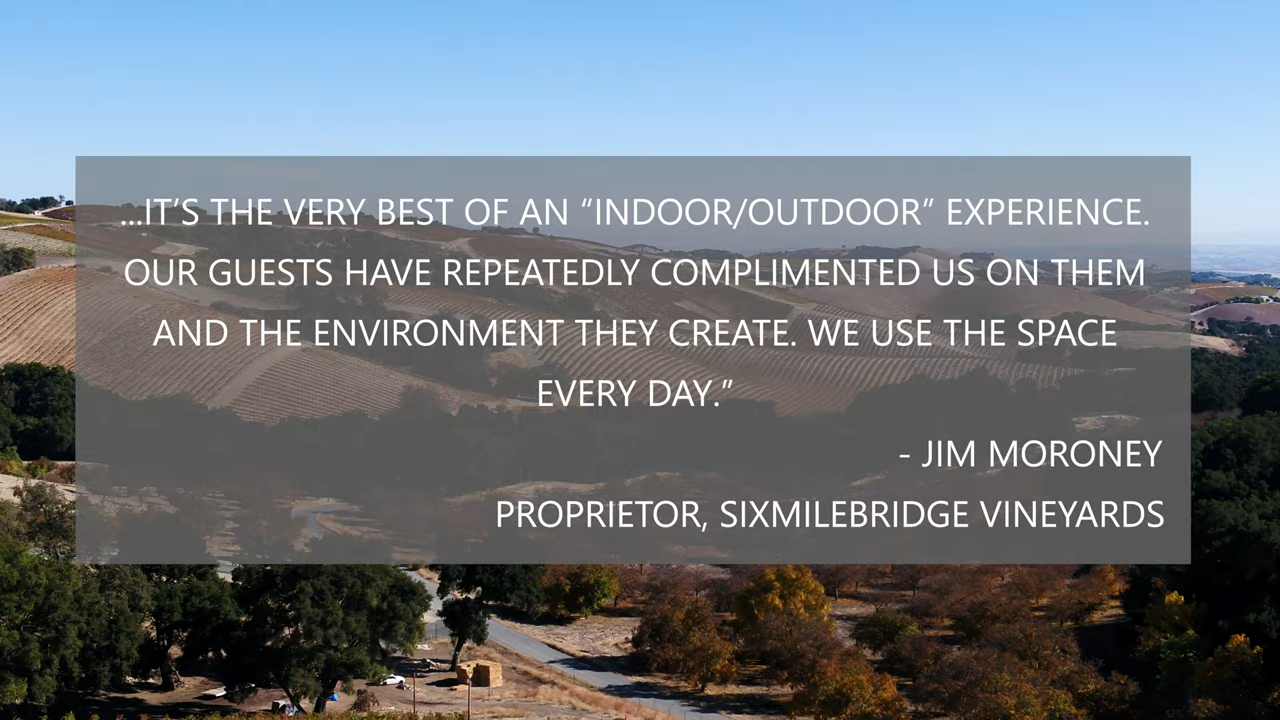 ...IT’S THE VERY BEST OF AN “INDOOR/OUTDOOR” EXPERIENCE.
OUR GUESTS HAVE REPEATEDLY COMPLIMENTED US ON THEM
AND THE ENVIRONMENT THEY CREATE. WE USE THE SPACE
EVERY DAY.”
- JIM MORONEY
PROPRIETOR, SIXMILEBRIDGE VINEYARDS